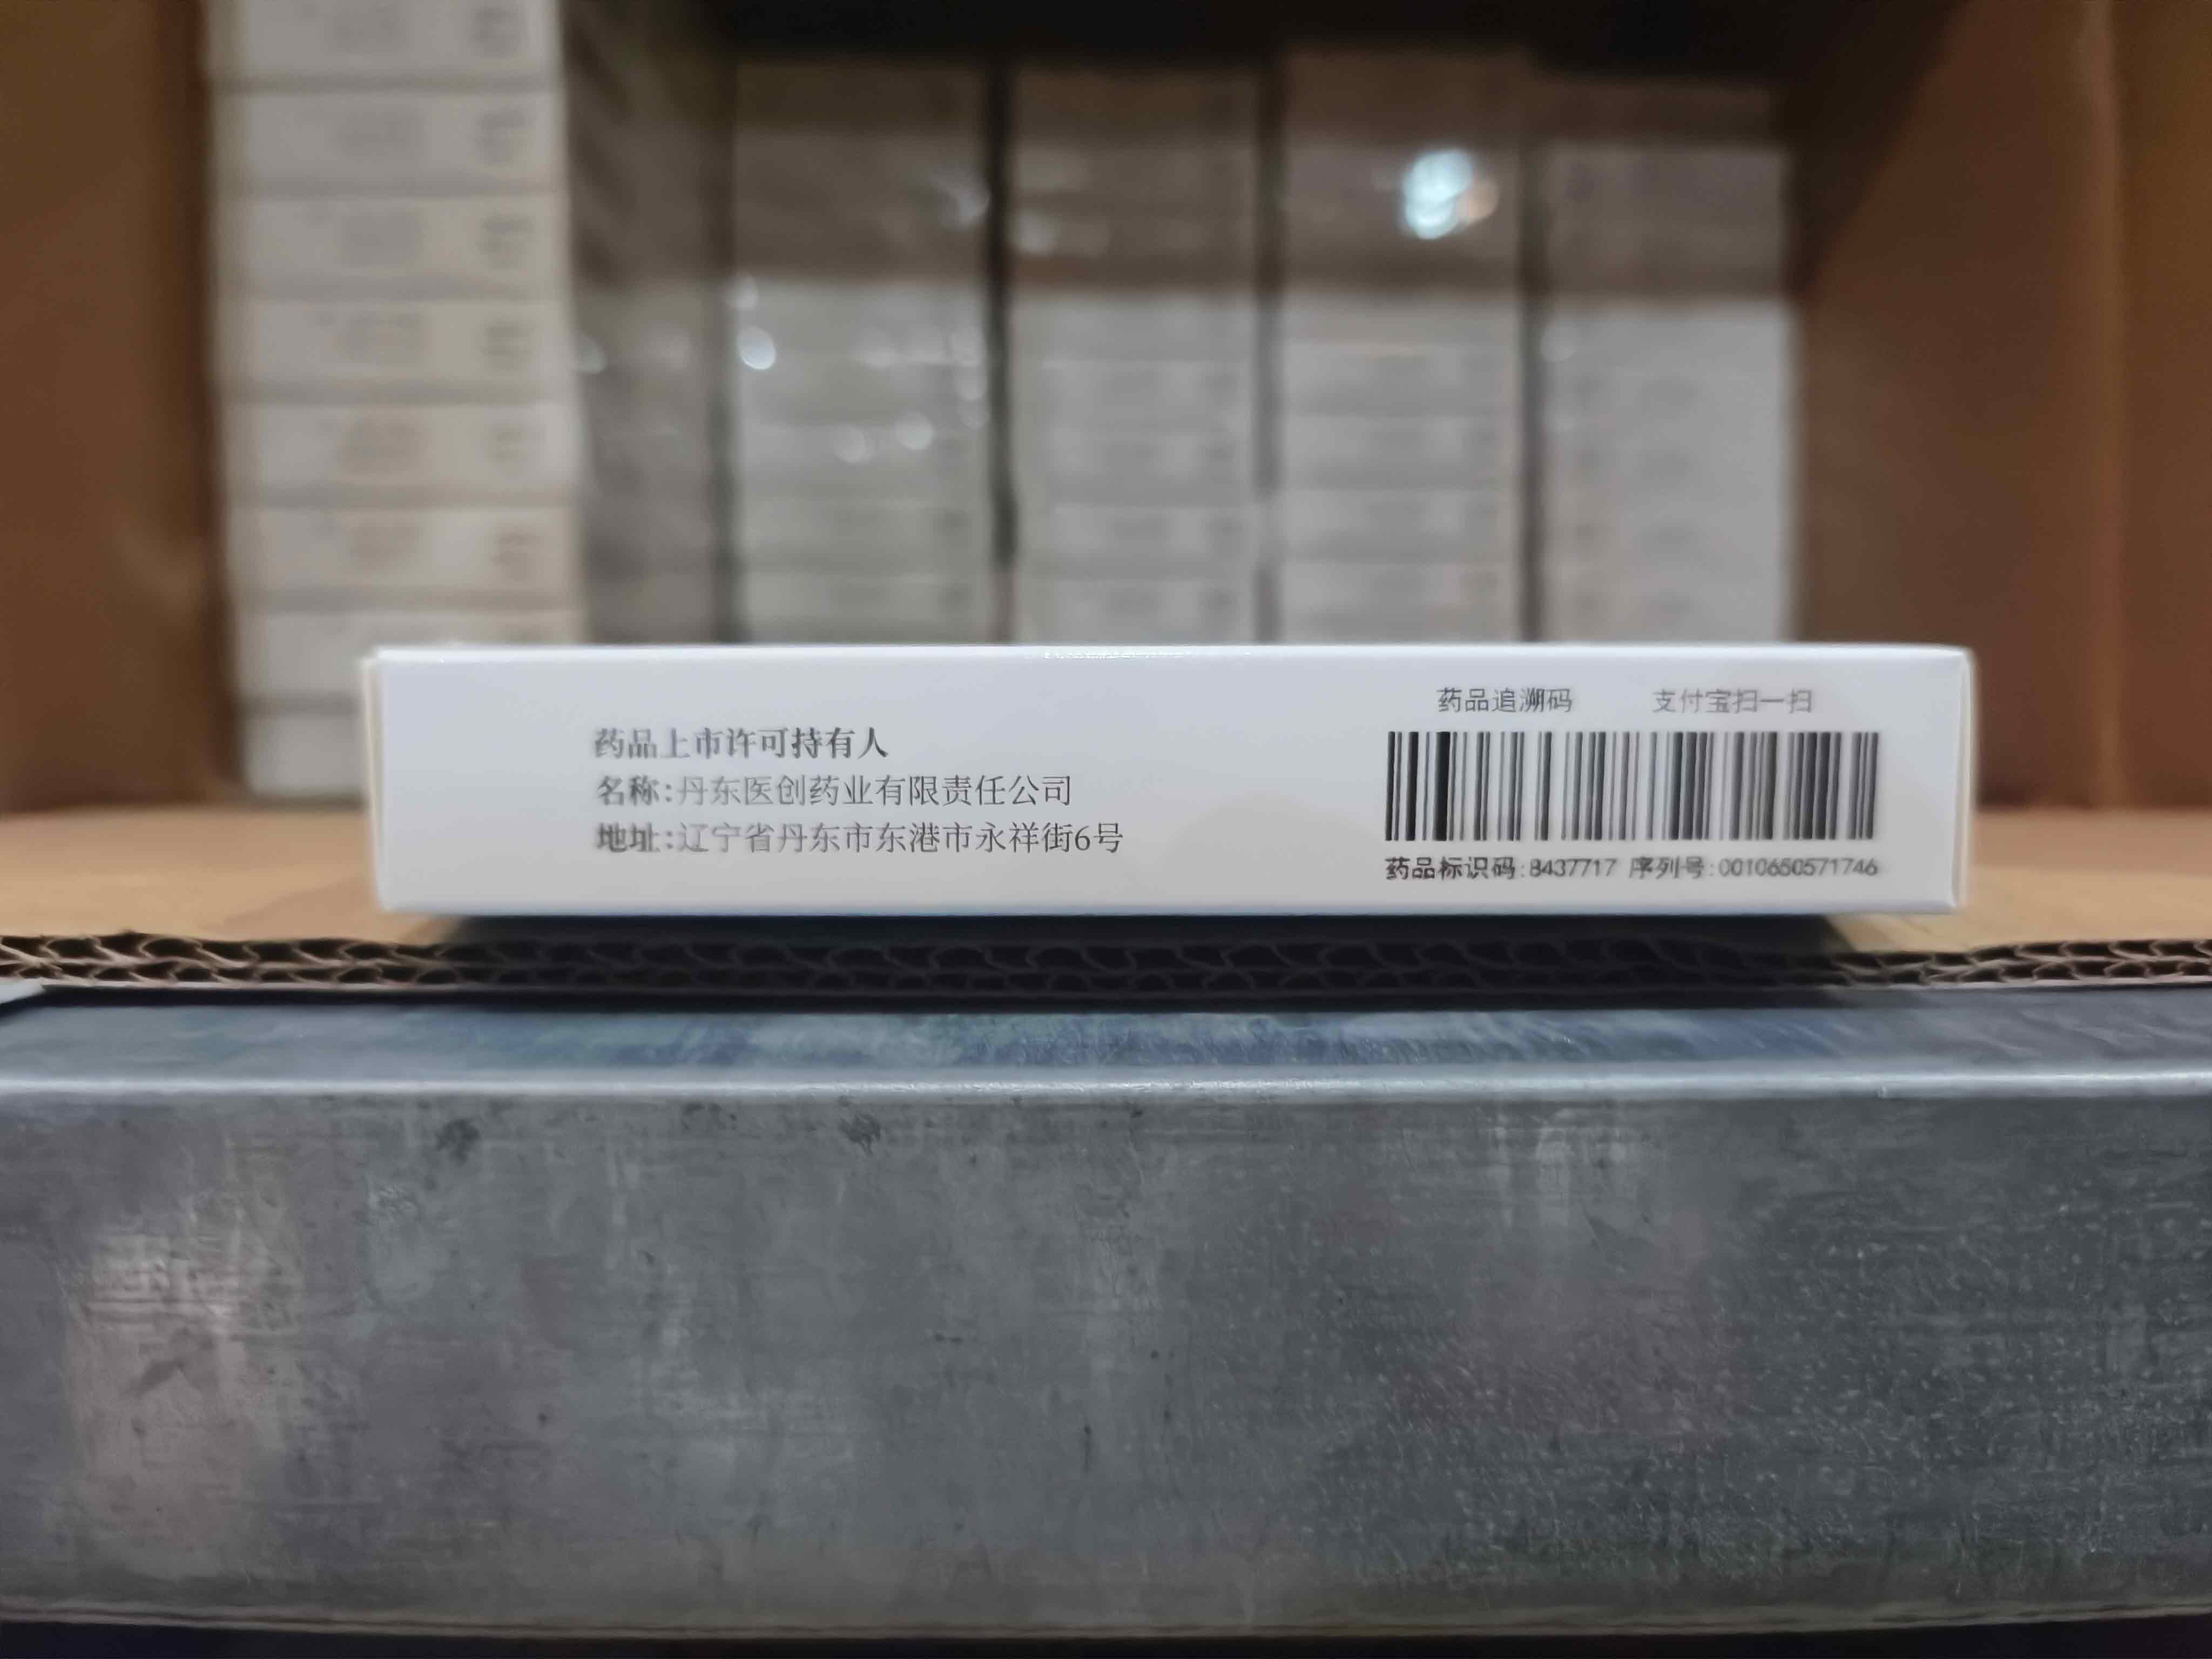 药品上市许可持有人
名称:丹东医创药业有限责任公司
地址:辽宁省丹东市东港市永祥街6号
药品追溯码 支付宝扫一扫
药品标识码:8437717 序列号:0010650571746